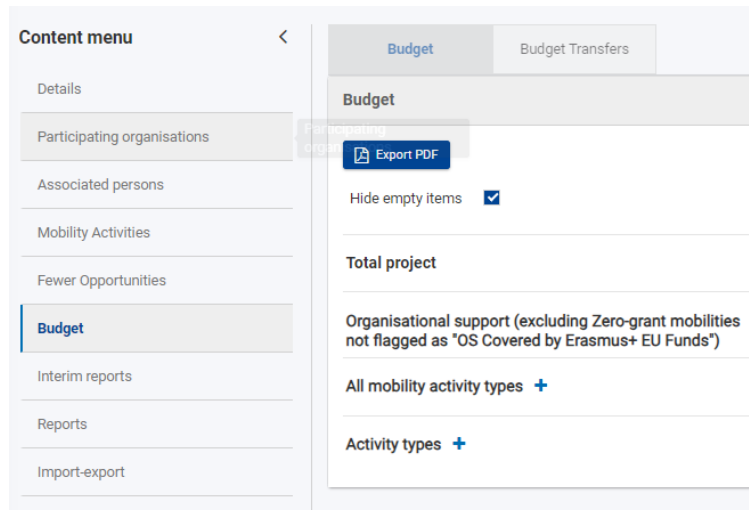 Content menu
Details
Participating organisations
Associated persons
Mobility Activities
Fewer Opportunities
Budget
Interim reports
Reports
Import-export
Participating
organisations
Budget
Budget Transfers
Budget
Export PDF
Hide empty items
Total project
Organisational support (excluding Zero-grant mobilities
not flagged as "OS Covered by Erasmus+ EU Funds")
All mobility activity types +
Activity types +